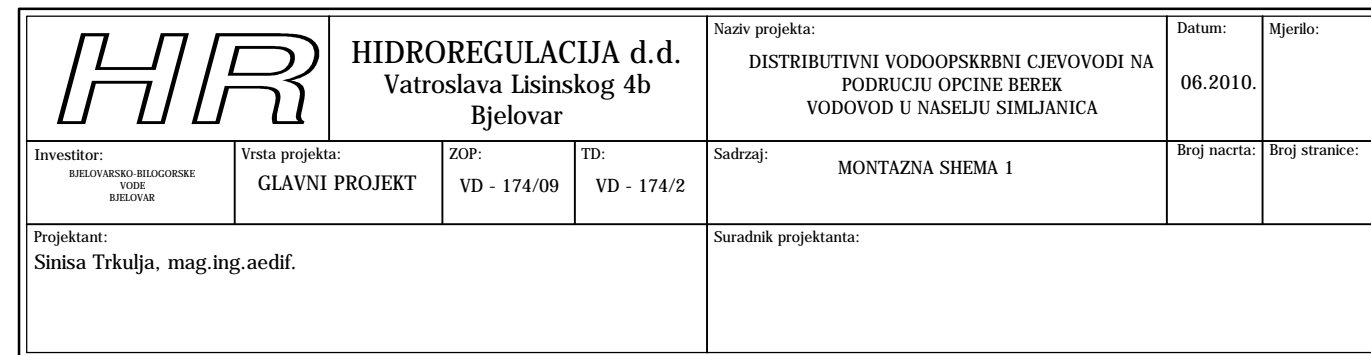 HR
HIDROREGULACIJA d.d.
Vatroslava Lisinskog 4b
Bjelovar
Naziv projekta:
DISTRIBUTIVNI VODOOPSKRBNI CJEVOVODI NA
PODRUCJU OPCINE BEREK
VODOVOD U NASELJU SIMLJANICA
Datum:
06.2010.
Mjerilo:
Investitor:
BJELOVARSKO-BILOGORSKE
VODE
BJELOVAR
Vrsta projekta:
GLAVNI PROJEKT
ZOP:
VD - 174/09
TD:
VD - 174/2
Sadrzaj:
MONTAZNA SHEMA 1
Broj nacrta:
Broj stranice:
Projektant:
Sinisa Trkulja, mag.ing.aedif.
Suradnik projektanta: